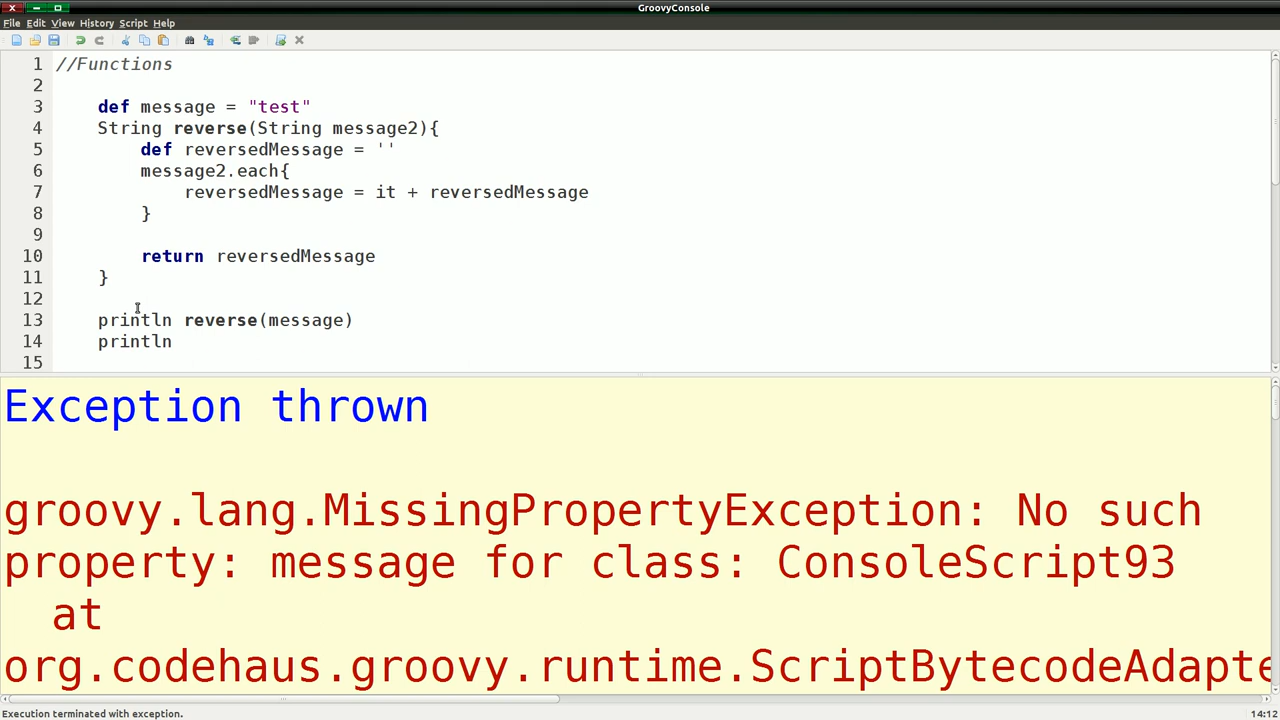 GroovyConsole
File Edit View History Script Help
1 //Functions
2
3 def message = "test"
4 String reverse(String message2){
5 def reversedMessage = ''
6 message2.each{
7 reversedMessage = it + reversedMessage
8 }
9
10 return reversedMessage
11 }
12
13 println reverse(message)
14 println
15
Exception thrown
groovy.lang.MissingPropertyException: No such
property: message for class: ConsoleScript93
at
org.codehaus.groovy.runtime.ScriptBytecodeAdapte
Execution terminated with exception.
14:12